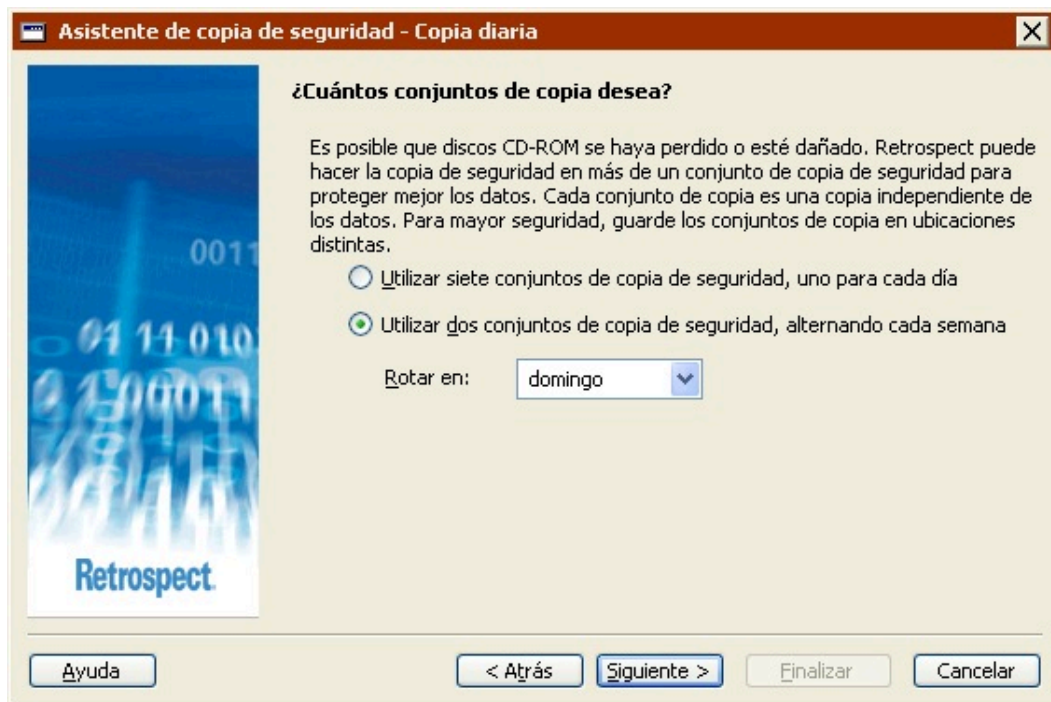 Asistente de copia de seguridad - Copia diaria
¿Cuántos conjuntos de copia desea?
Es posible que discos CD-ROM se haya perdido o esté dañado. Retrospect puede
hacer la copia de seguridad en más de un conjunto de copia de seguridad para
proteger mejor los datos. Cada conjunto de copia es una copia independiente de
los datos. Para mayor seguridad, guarde los conjuntos de copia en ubicaciones
distintas.
0011
Utilizar siete conjuntos de copia de seguridad, uno para cada día
01 11 010
Utilizar dos conjuntos de copia de seguridad, alternando cada semana
Rotar en:
domingo
Retrospect.
Ayuda
< Atrás
Siguiente >
Finalizar
Cancelar